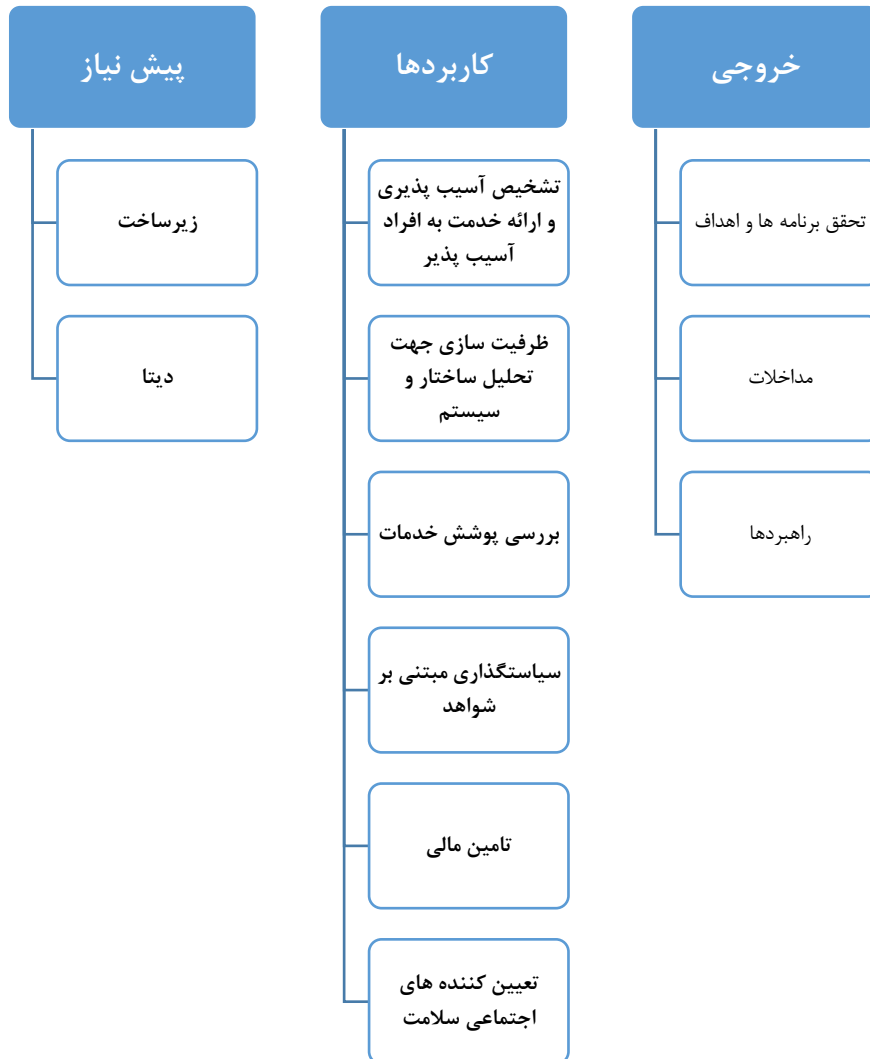 پیش نیاز
زیرساخت
دیتا
کاربردها
تشخیص آسیب پذیری
و ارائه خدمت به افراد
آسیب پذیر
ظرفیت سازی جهت
تحلیل ساختار و
سیستم
بررسی پوشش خدمات
سیاستگذاری مبتنی بر
شواهد
تامین مالی
تعیین کننده های
اجتماعی سلامت
خروجی
تحقق برنامه ها و اهداف
مداخلات
راهبردها